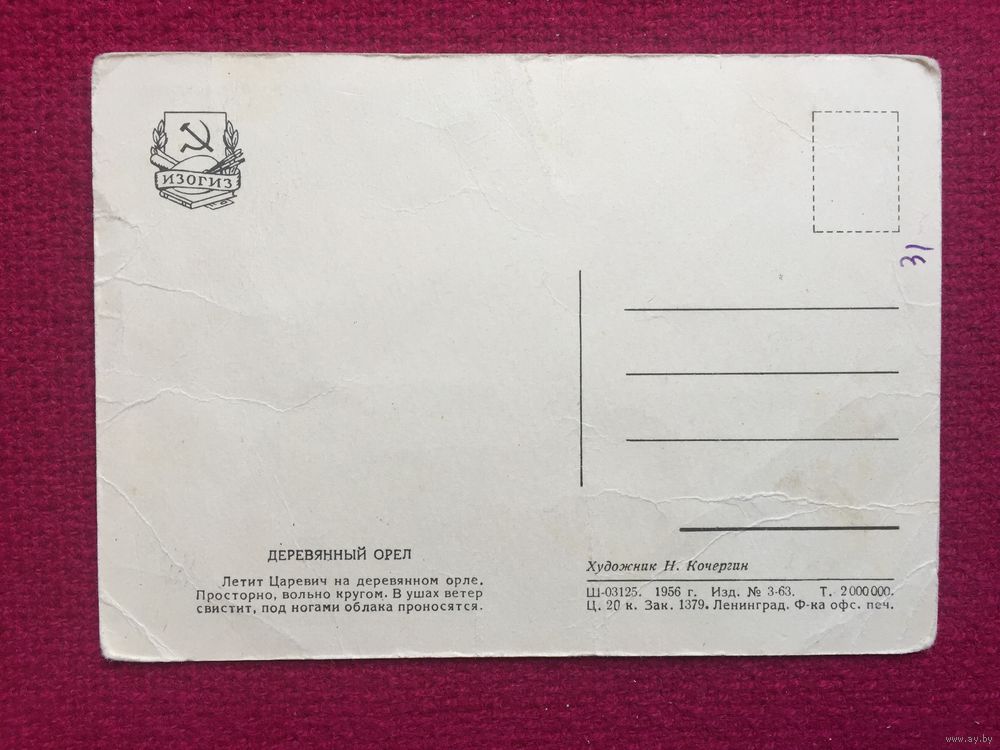 ИЗОГИЗ
31
ДЕРЕВЯННЫЙ ОРЕЛ
Летит Царевич на деревянном орле.
Просторно, вольно кругом. В ушах ветер
свистит, под ногами облака проносятся.
Художник Н. Кочергин
Ш-03125. 1956 г. Изд. № 3-63. Т. 2 000 000.
Ц. 20 к. Зак. 1379. Ленинград. Ф-ка офс. печ.
www.ay.by